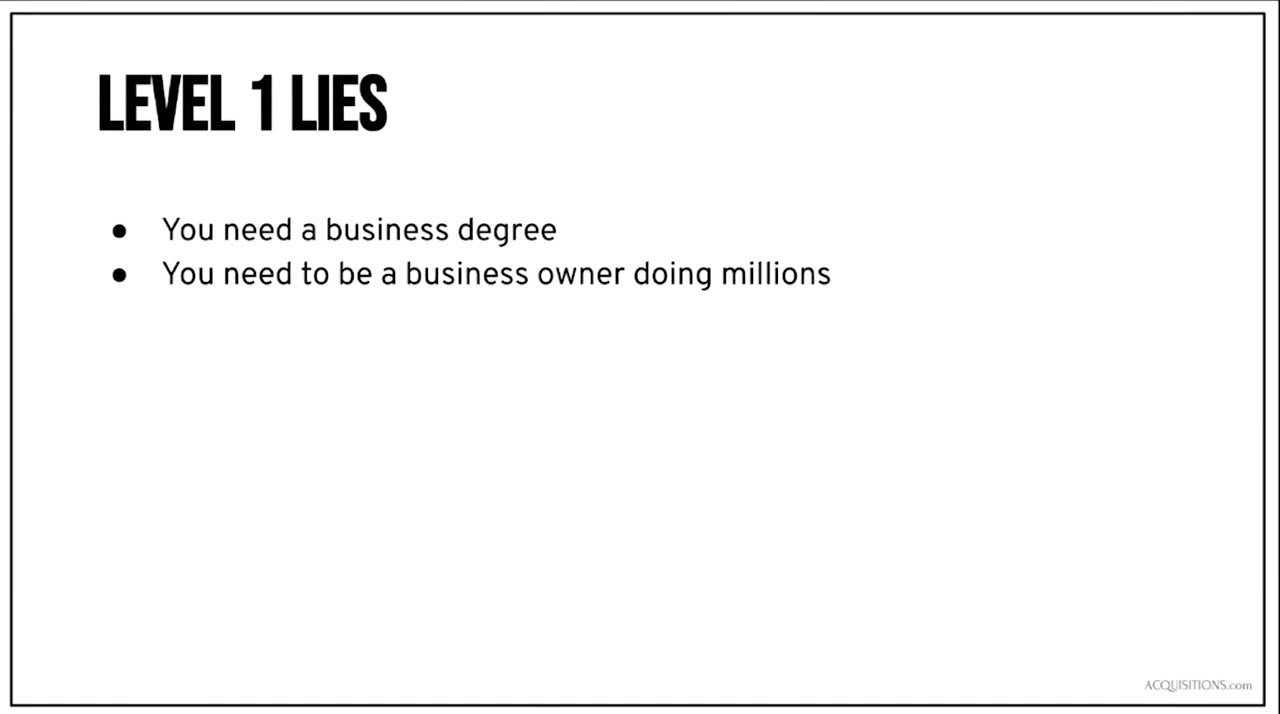 LEVEL 1 LIES
● You need a business degree
● You need to be a business owner doing millions
ACQUISITIONS.com